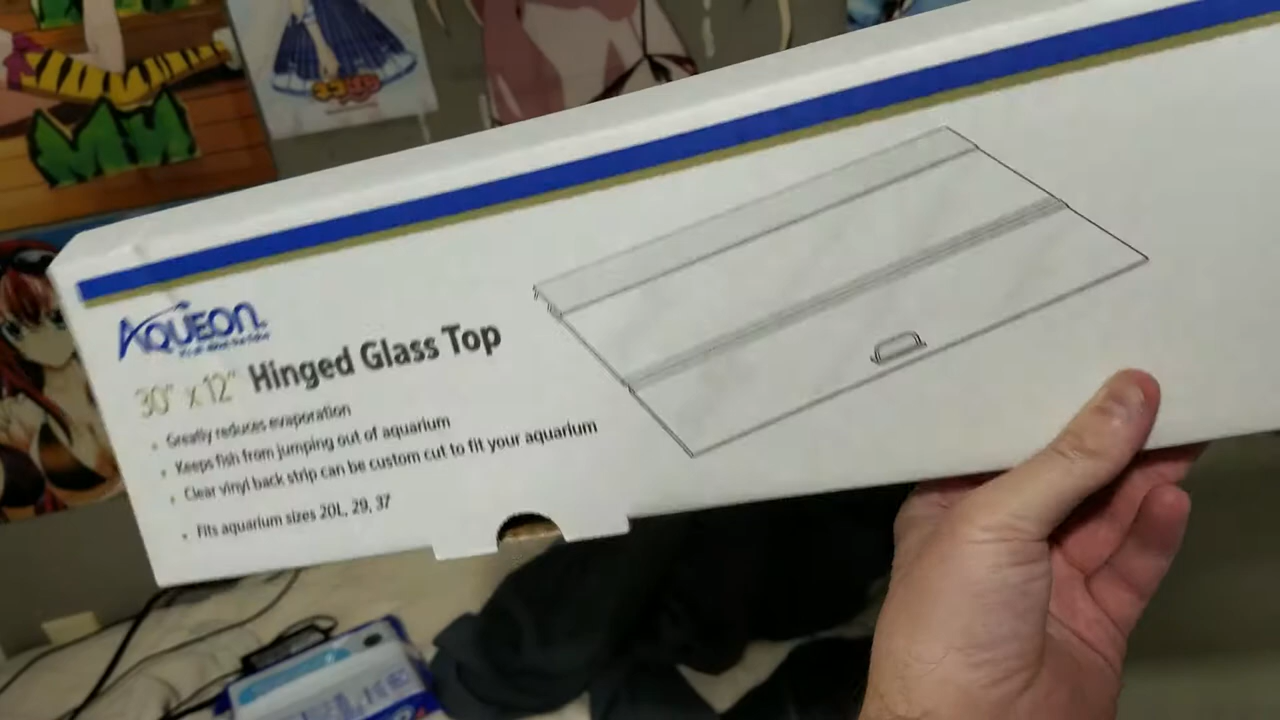 AQUEON
30" x 12" Hinged Glass Top
• Greatly reduces evaporation
• Keeps fish from jumping out of aquarium
• Clear vinyl back strip can be custom cut to fit your aquarium
• Fits aquarium sizes 20L, 29, 37